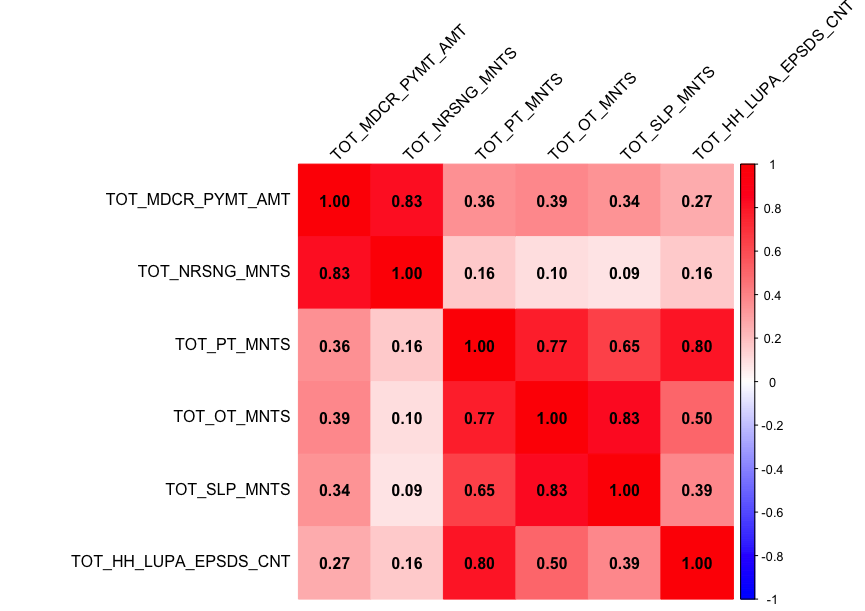 TOT_MDCR_PYMT_AMT
TOT_NRSNG_MNTS
TOT_PT_MNTS
TOT_OT_MNTS
TOT_SLP_MNTS
TOT_HH_LUPA_EPSDS_CNT
1
TOT_MDCR_PYMT_AMT 1.00 0.83 0.36 0.39 0.34 0.27
0.8
0.6
TOT_NRSNG_MNTS 0.83 1.00 0.16 0.10 0.09 0.16
0.4
TOT_PT_MNTS 0.36 0.16 1.00 0.77 0.65 0.80
0.2
0
TOT_OT_MNTS 0.39 0.10 0.77 1.00 0.83 0.50
-0.2
-0.4
TOT_SLP_MNTS 0.34 0.09 0.65 0.83 1.00 0.39
-0.6
TOT_HH_LUPA_EPSDS_CNT 0.27 0.16 0.80 0.50 0.39 1.00
-0.8
-1